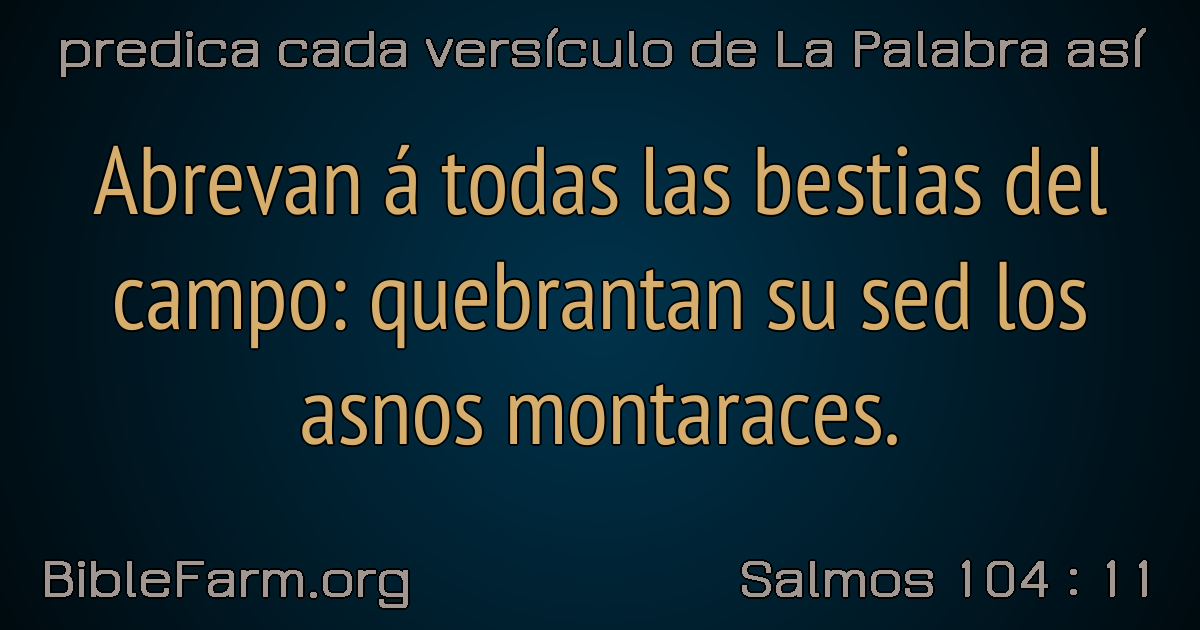 predica cada versículo de La Palabra así
Abrevan á todas las bestias del
campo: quebrantan su sed los
asnos montaraces.
BibleFarm.org
Salmos 104 : 11